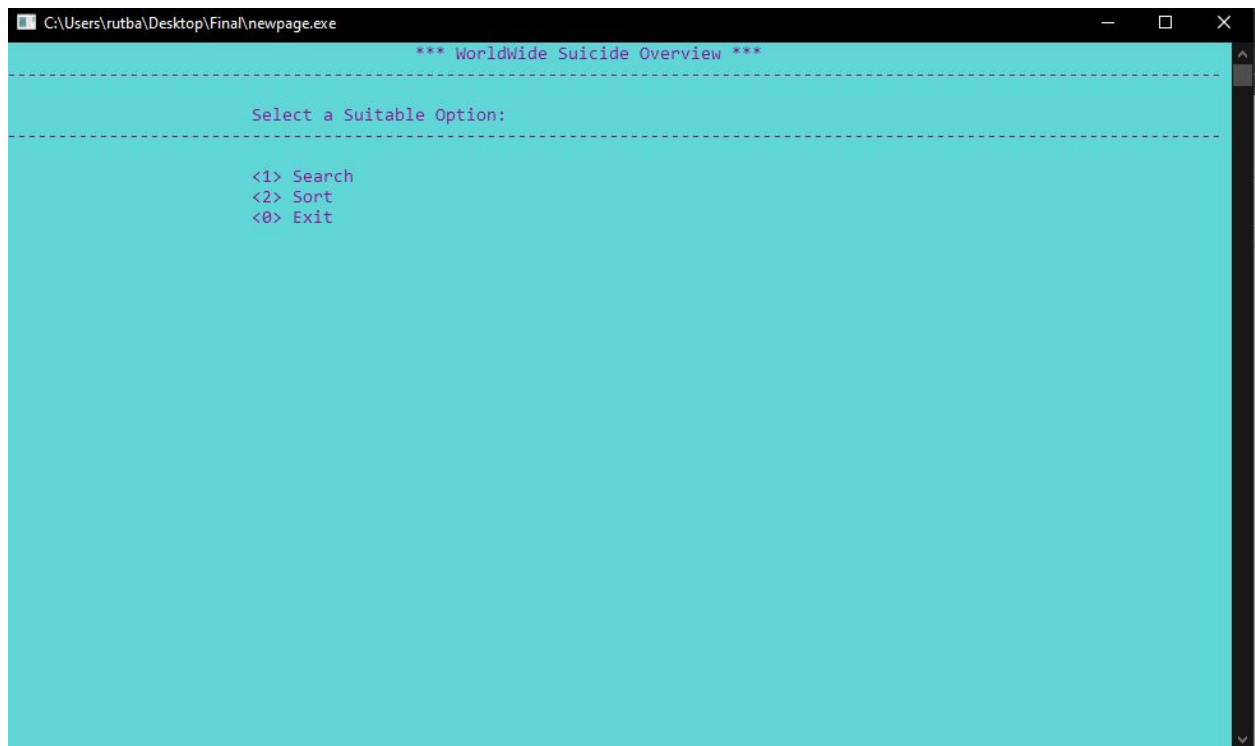 C:\Users\rutba\Desktop\Final\newpage.exe
*** WorldWide Suicide Overview ***
Select a Suitable Option:
<1> Search
<2> Sort
<0> Exit